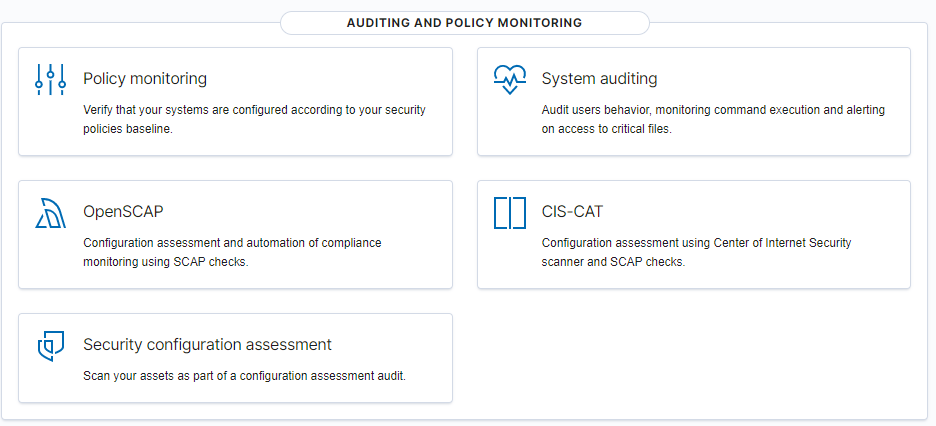 AUDITING AND POLICY MONITORING
Policy monitoring
Verify that your systems are configured according to your security
policies baseline.
System auditing
Audit users behavior, monitoring command execution and alerting
on access to critical files.
OpenSCAP
Configuration assessment and automation of compliance
monitoring using SCAP checks.
CIS-CAT
Configuration assessment using Center of Internet Security
scanner and SCAP checks.
Security configuration assessment
Scan your assets as part of a configuration assessment audit.